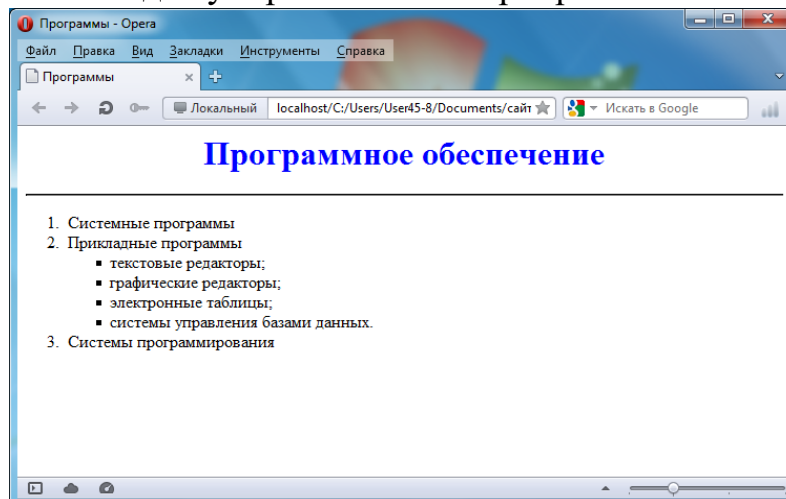 Программы - Opera
Файл Правка Вид Закладки Инструменты Справка
Программы
Локальный localhost/C:/Users/User45-8/Documents/сайт Искать в Google
Программное обеспечение
1. Системные программы
2. Прикладные программы
▪ текстовые редакторы;
▪ графические редакторы;
▪ электронные таблицы;
▪ системы управления базами данных.
3. Системы программирования